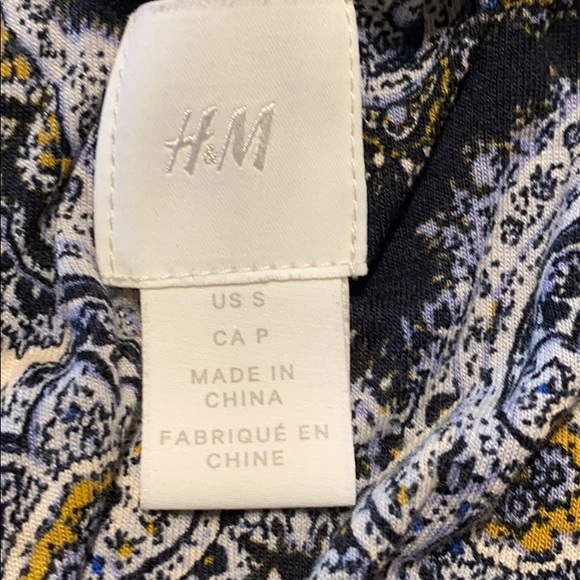 H&M
US S
CA P
MADE IN
CHINA
FABRIQUÉ EN
CHINE